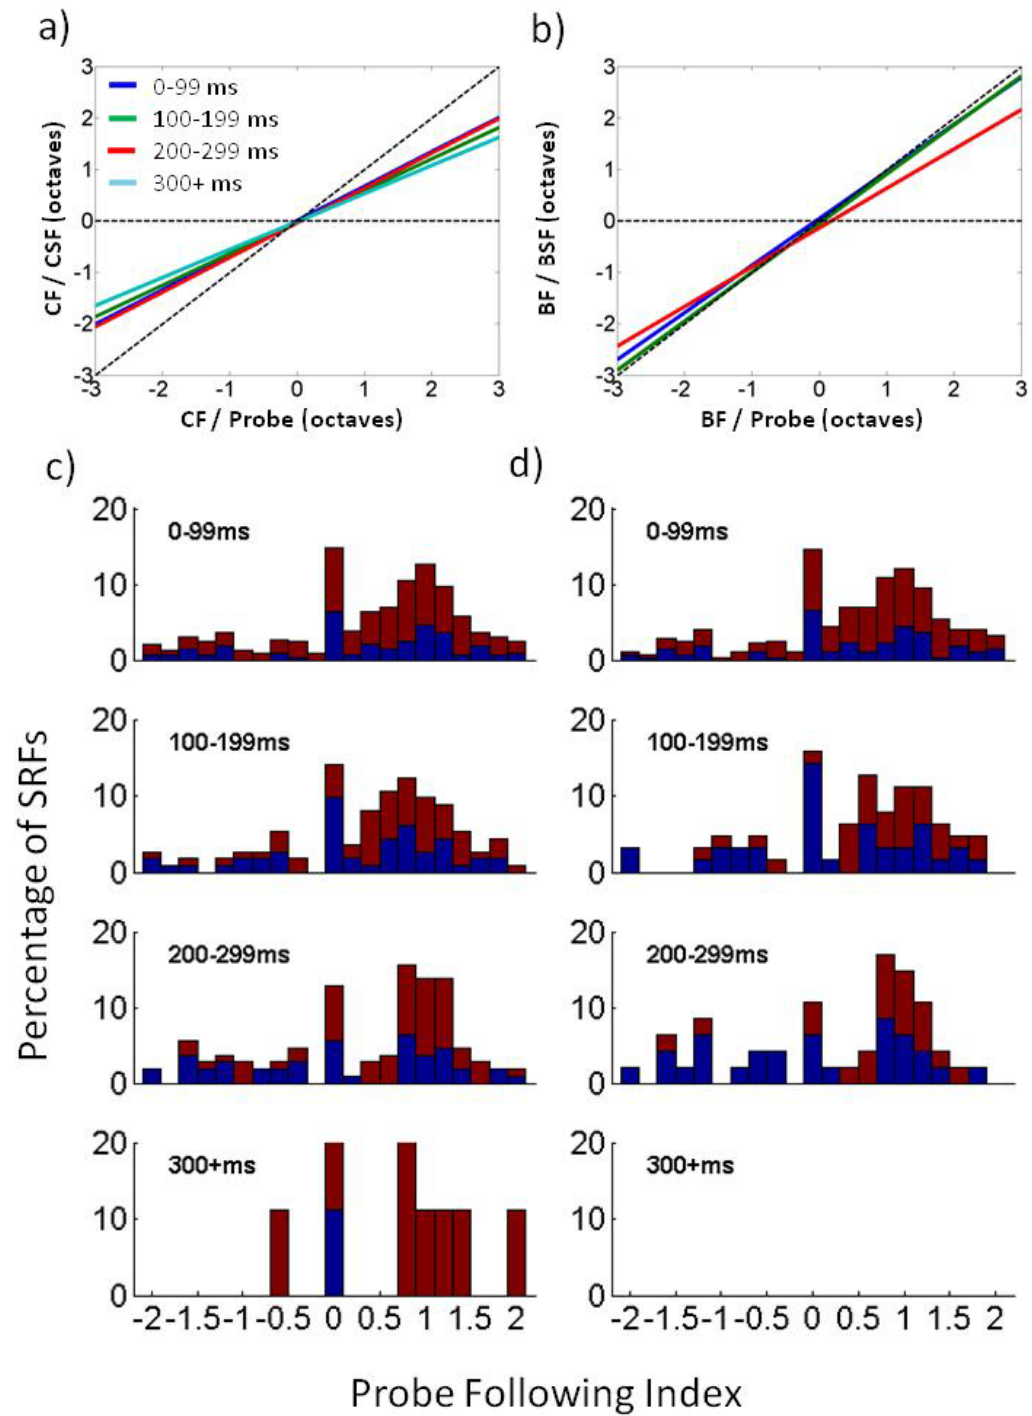 a)
b)
3
2
1
0
-1
-2
-3
0-99 ms
100-199 ms
200-299 ms
300+ ms
CF / CSF (octaves)
-3 -2 -1 0 1 2 3
CF / Probe (octaves)
3
2
1
0
-1
-2
-3
BF / BSF (octaves)
-3 -2 -1 0 1 2 3
BF / Probe (octaves)
c)
d)
20
10
0
0-99ms
20
10
0
0-99ms
20
10
0
100-199ms
20
10
0
100-199ms
20
10
0
200-299ms
20
10
0
200-299ms
20
10
0
300+ms
20
10
0
300+ms
-2 -1.5 -1 -0.5 0 0.5 1 1.5 2
-2 -1.5 -1 -0.5 0 0.5 1 1.5 2
Percentage of SRFs
Probe Following Index